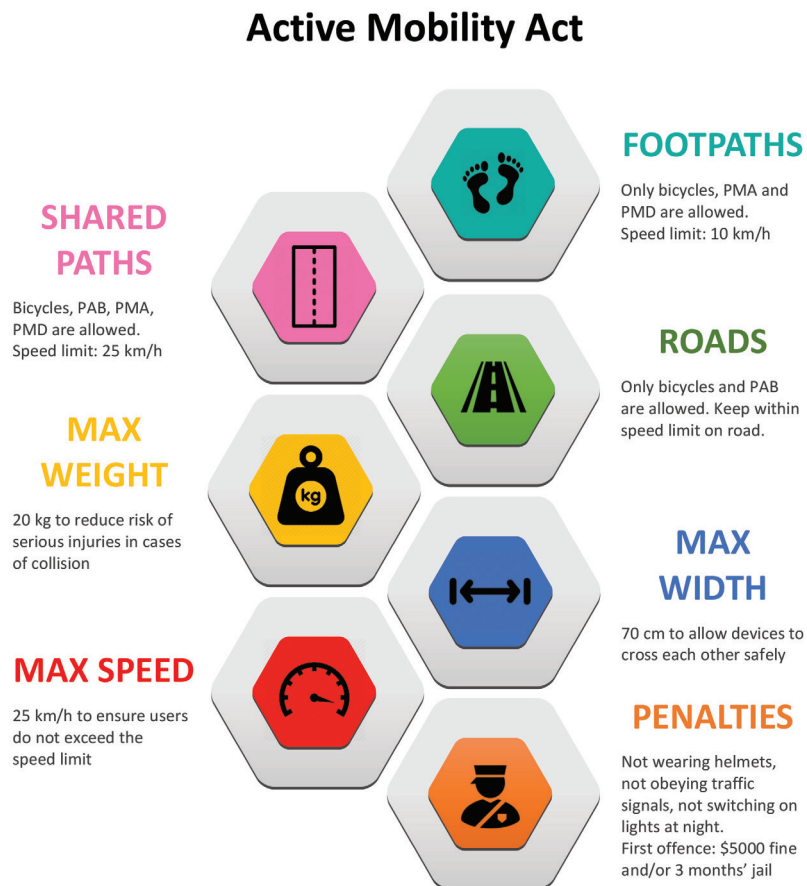 Active Mobility Act
FOOTPATHS
Only bicycles, PMA and
PMD are allowed.
Speed limit: 10 km/h
SHARED
PATHS
Bicycles, PAB, PMA,
PMD are allowed.
Speed limit: 25 km/h
ROADS
Only bicycles and PAB
are allowed. Keep within
speed limit on road.
MAX
WEIGHT
20 kg to reduce risk of
serious injuries in cases
of collision
kg
MAX
WIDTH
70 cm to allow devices to
cross each other safely
MAX SPEED
25 km/h to ensure users
do not exceed the
speed limit
PENALTIES
Not wearing helmets,
not obeying traffic
signals, not switching on
lights at night.
First offence: $5000 fine
and/or 3 months’ jail